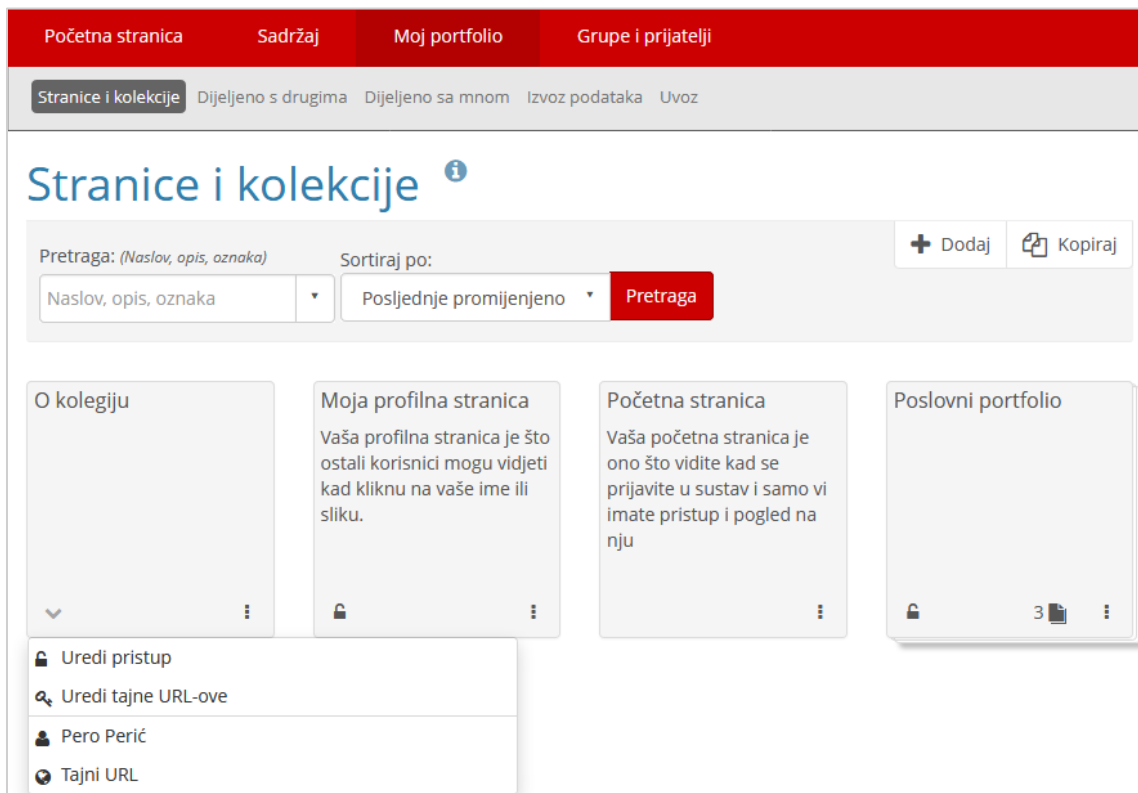 Početna stranica Sadržaj Moj portfolio Grupe i prijatelji
Stranice i kolekcije Dijeljeno s drugima Dijeljeno sa mnom Izvoz podataka Uvoz
Stranice i kolekcije
Dodaj Kopiraj
Pretraga: (Naslov, opis, oznaka) Sortiraj po:
Naslov, opis, oznaka Posljednje promijenjeno Pretraga
O kolegiju
Moja profilna stranica
Vaša profilna stranica je što
ostali korisnici mogu vidjeti
kad kliknu na vaše ime ili
sliku.
Početna stranica
Vaša početna stranica je
ono što vidite kad se
prijavite u sustav i samo vi
imate pristup i pogled na
nju
Poslovni portfolio
3
Uredi pristup
Uredi tajne URL-ove
Pero Perić
Tajni URL